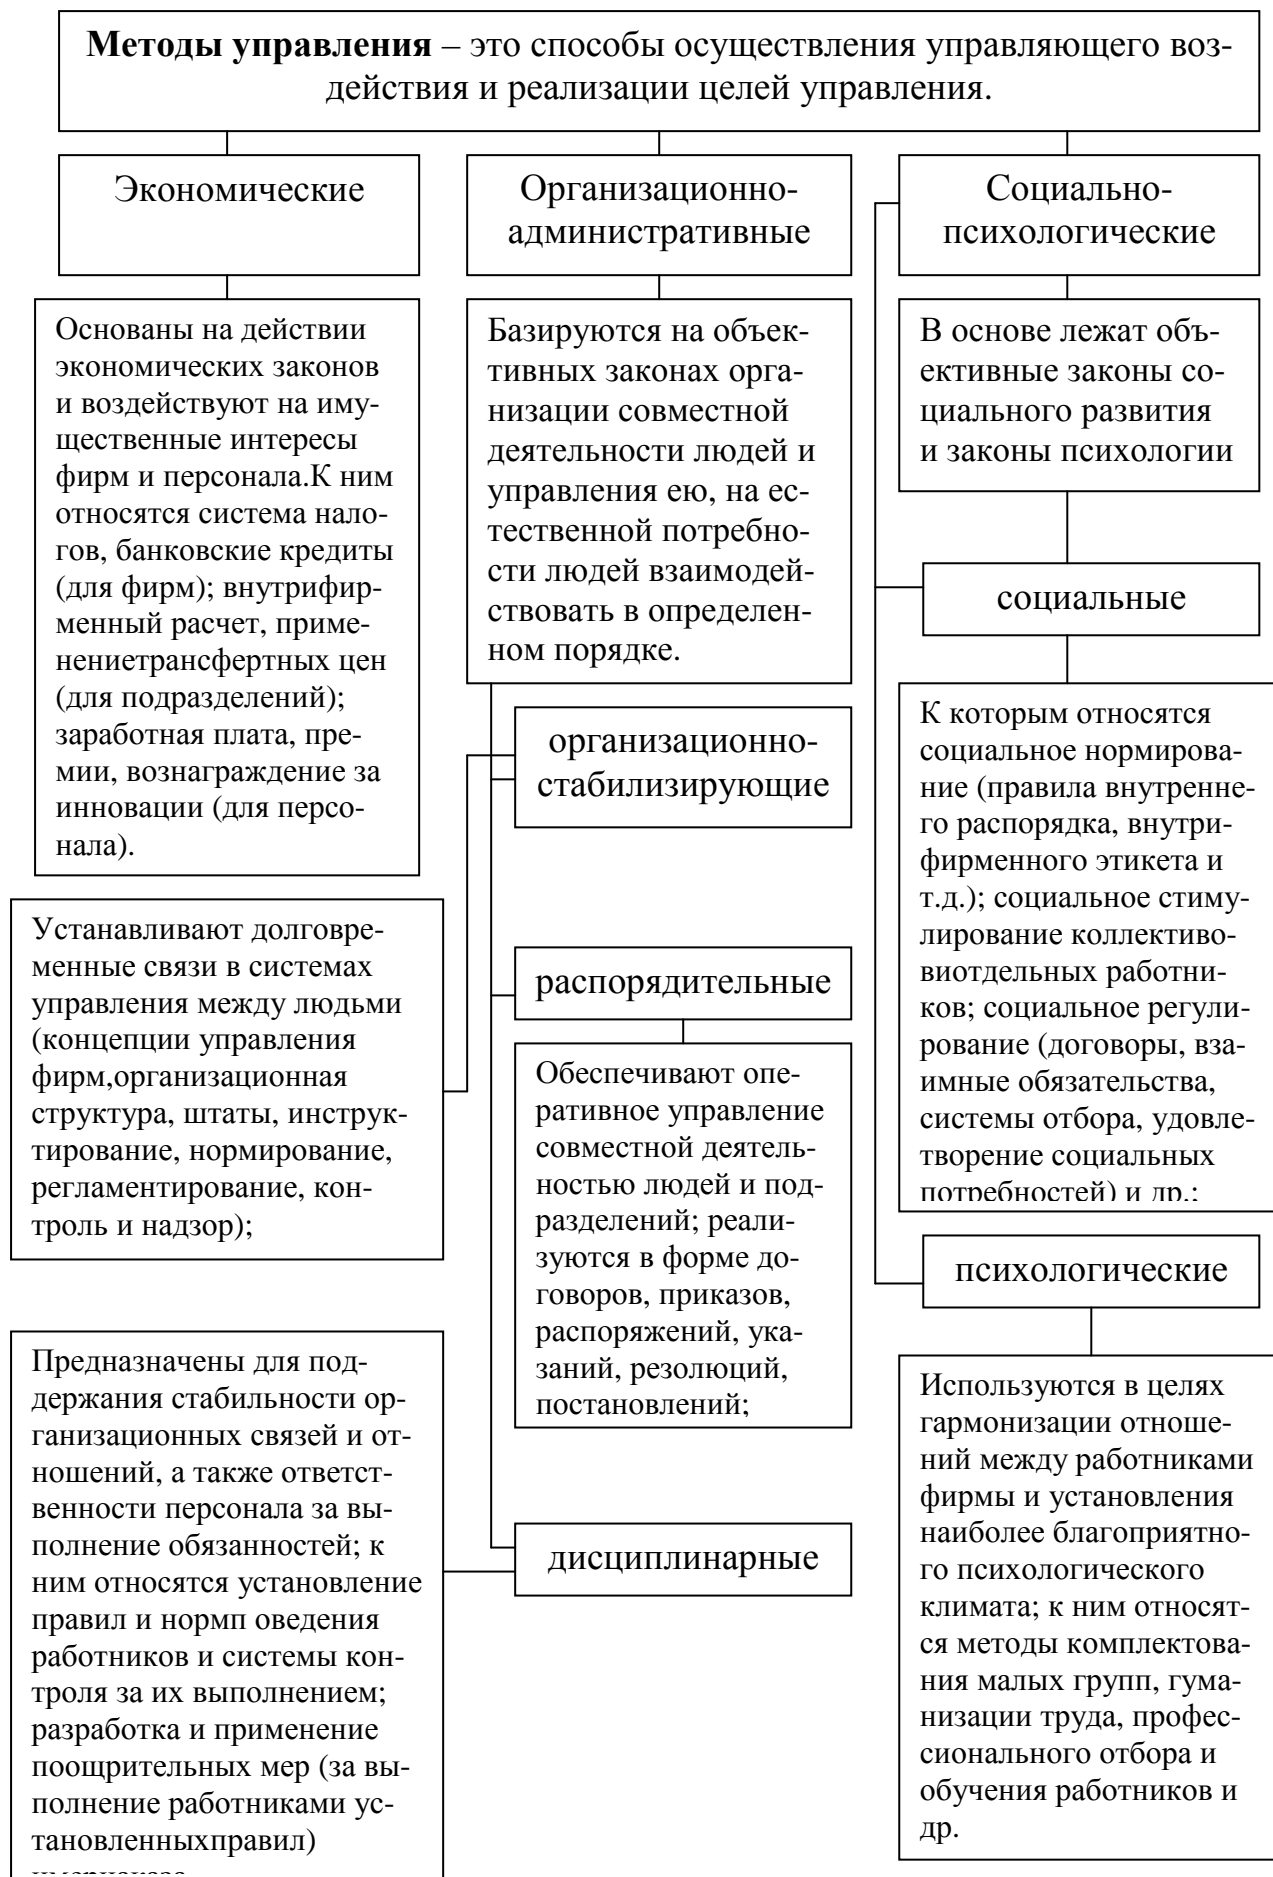 Методы управления – это способы осуществления управляющего воз-
действия и реализации целей управления.
Экономические
Организационно-
административные
Социально-
психологические
Основаны на действии
экономических законов
и воздействуют на иму-
щественные интересы
фирм и персонала.К ним
относятся система нало-
гов, банковские кредиты
(для фирм); внутрифир-
менный расчет, приме-
нениетрансфертных цен
(для подразделений);
заработная плата, пре-
мии, вознаграждение за
инновации (для персо-
нала).
Базируются на объек-
тивных законах орга-
низации совместной
деятельности людей и
управления ею, на ес-
тественной потребно-
сти людей взаимодей-
ствовать в определен-
ном порядке.
В основе лежат объ-
ективные законы со-
циального развития
и законы психологии
социальные
К которым относятся
социальное нормирова-
ние (правила внутренне-
го распорядка, внутри-
фирменного этикета и
т.д.); социальное стиму-
лирование коллективо-
виотдельных работни-
ков; социальное регули-
рование (договоры, вза-
имные обязательства,
системы отбора, удовле-
творение социальных
потребностей) и др.;
организационно-
стабилизирующие
Устанавливают долговре-
менные связи в системах
управления между людьми
(концепции управления
фирм,организационная
структура, штаты, инструк-
тирование, нормирование,
регламентирование, кон-
троль и надзор);
распорядительные
Обеспечивают опе-
ративное управление
совместной деятель-
ностью людей и под-
разделений; реали-
зуются в форме до-
говоров, приказов,
распоряжений, ука-
заний, резолюций,
постановлений;
психологические
Используются в целях
гармонизации отноше-
ний между работниками
фирмы и установления
наиболее благоприятно-
го психологического
климата; к ним относят-
ся методы комплектова-
ния малых групп, гума-
низации труда, профес-
сионального отбора и
обучения работников и
др.
дисциплинарные
Предназначены для под-
держания стабильности ор-
ганизационных связей и от-
ношений, а также ответст-
венности персонала за вы-
полнение обязанностей; к
ним относятся установление
правил и нормп оведения
работников и системы кон-
троля за их выполнением;
разработка и применение
поощрительных мер (за вы-
полнение работниками ус-
тановленныхправил)